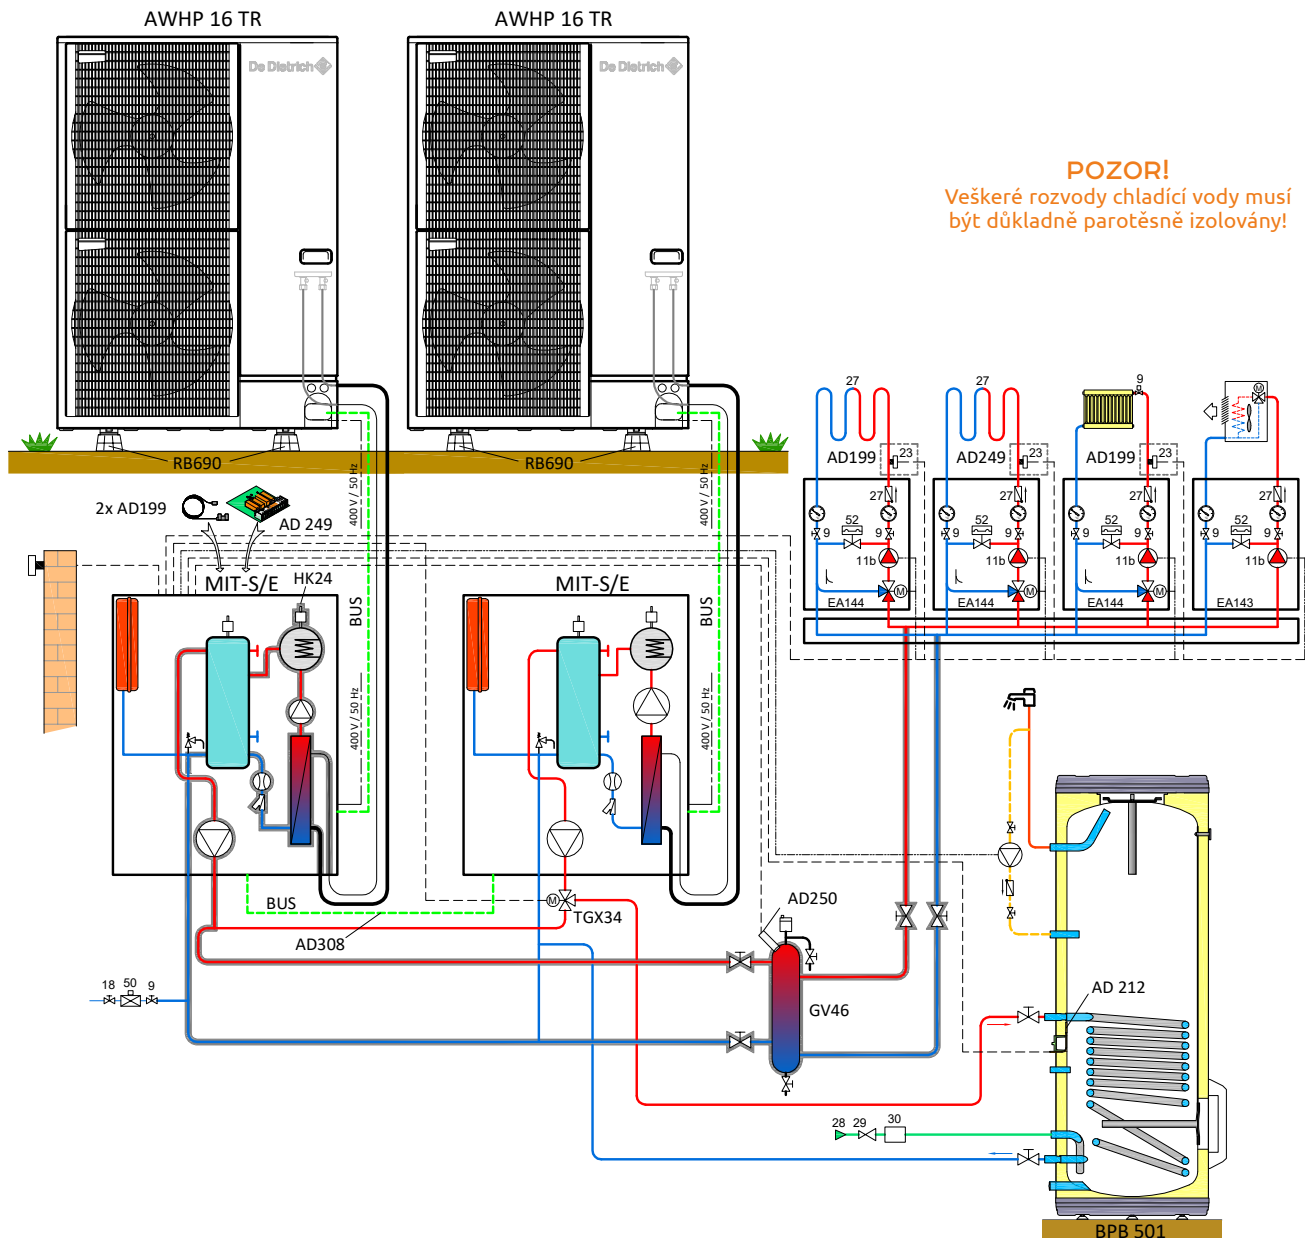 AWHP 16 TR
AWHP 16 TR
De Dietrich
De Dietrich
POZOR!
Veškeré rozvody chladící vody musí
být důkladně parotěsně izolovány!
RB690
RB690
400 V / 50 Hz
400 V / 50 Hz
2x AD199
AD 249
MIT-S/E
HK24
BUS
400 V / 50 Hz
MIT-S/E
BUS
400 V / 50 Hz
27
27
9
M
AD199
23
AD249
23
AD199
23
27
27
27
27
52
9
9
52
9
9
52
9
9
52
9
9
11b
11b
11b
11b
M
M
M
EA144
EA144
EA144
EA143
BUS
AD308
M
TGX34
AD250
GV46
18
50
9
AD 212
28
29
30
BPB 501